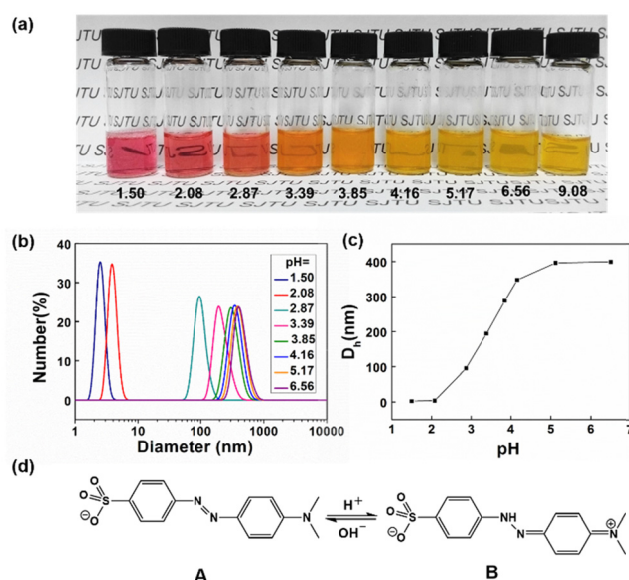 (a)
SJTU SJTU SJTU
1.50 2.08 2.87 3.39 3.85 4.16 5.17 6.56 9.08
(b)
Number(%)
40
30
20
10
0
pH=
1.50
2.08
2.87
3.39
3.85
4.16
5.17
6.56
1 10 100 1000 10000
Diameter (nm)
(c)
Dh(nm)
400
300
200
100
0
1 2 3 4 5 6 7
pH
(d)
O S O
O⊖
N N
N
H+
OH−
O S O
O⊖
NH
N
N⊕
A B